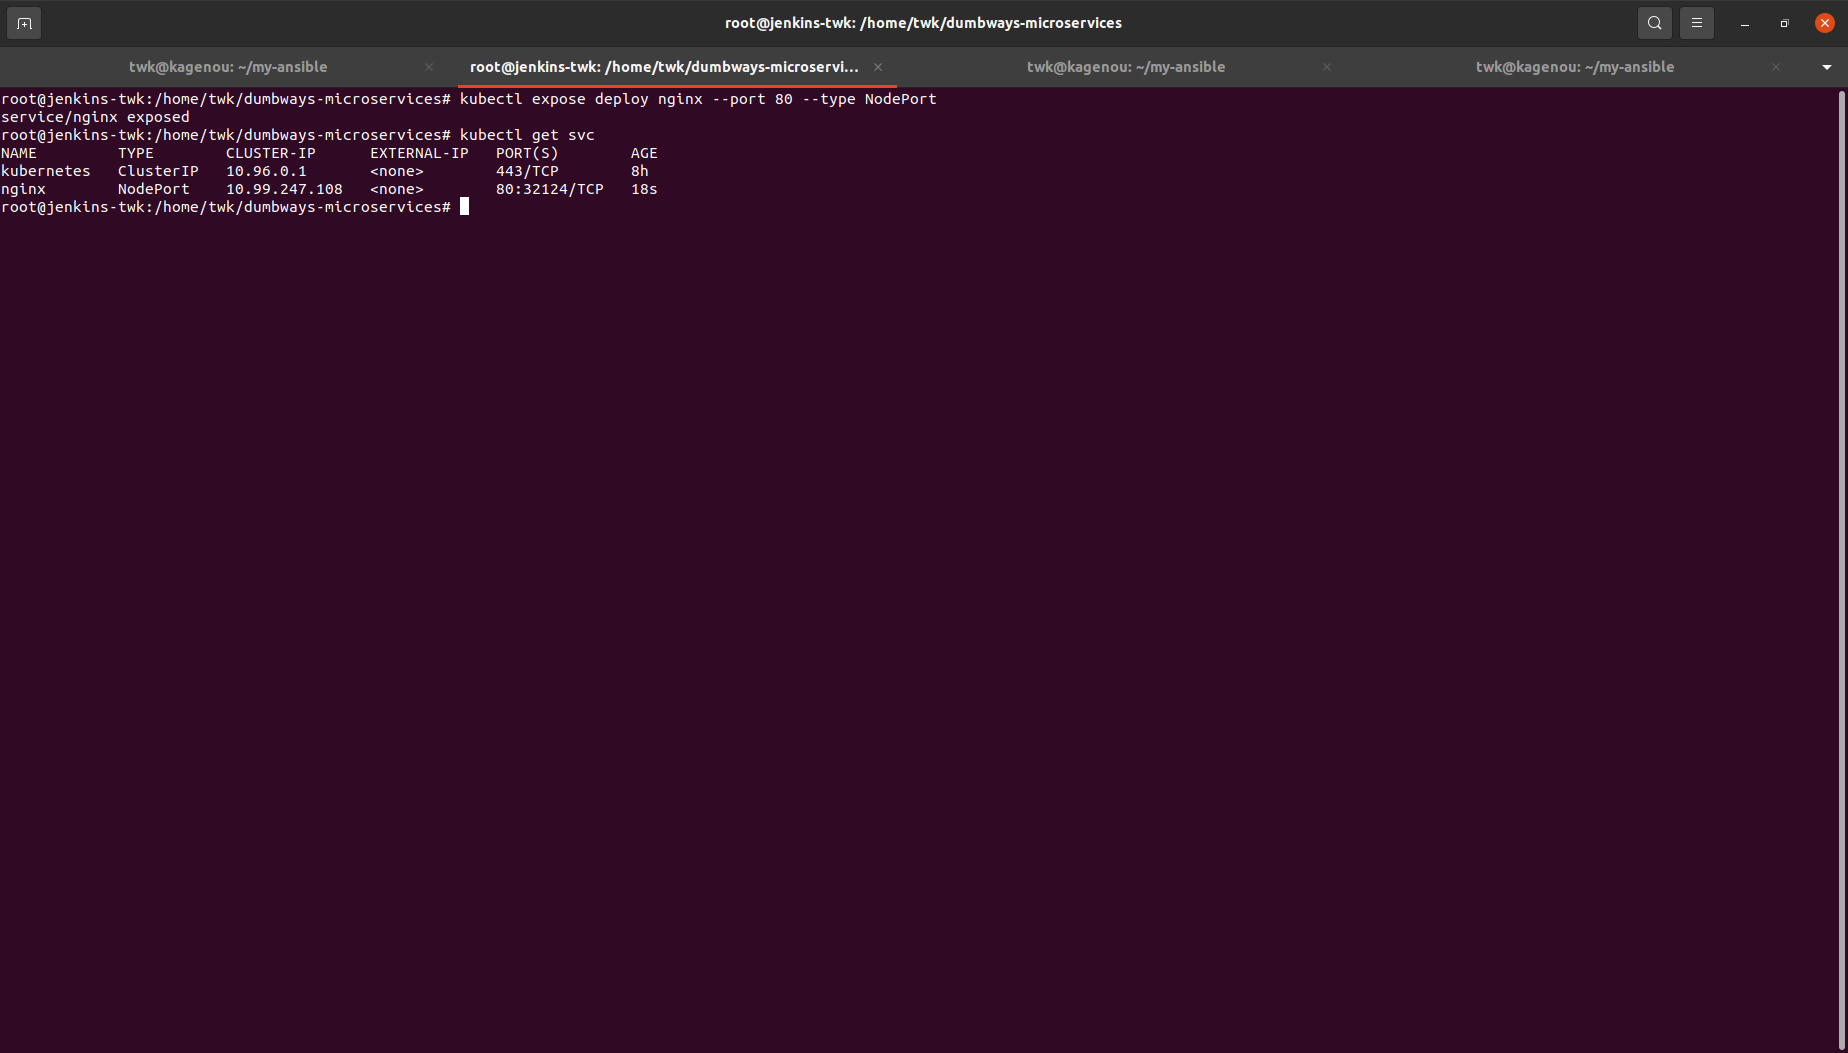 root@jenkins-twk: /home/twk/dumbways-microservices
twk@kagenou: ~/my-ansible
root@jenkins-twk: /home/twk/dumbways-microservi...
twk@kagenou: ~/my-ansible
twk@kagenou: ~/my-ansible
root@jenkins-twk:/home/twk/dumbways-microservices# kubectl expose deploy nginx --port 80 --type NodePort
service/nginx exposed
root@jenkins-twk:/home/twk/dumbways-microservices# kubectl get svc
NAME         TYPE        CLUSTER-IP      EXTERNAL-IP   PORT(S)        AGE
kubernetes   ClusterIP   10.96.0.1       <none>        443/TCP        8h
nginx        NodePort    10.99.247.108   <none>        80:32124/TCP   18s
root@jenkins-twk:/home/twk/dumbways-microservices#